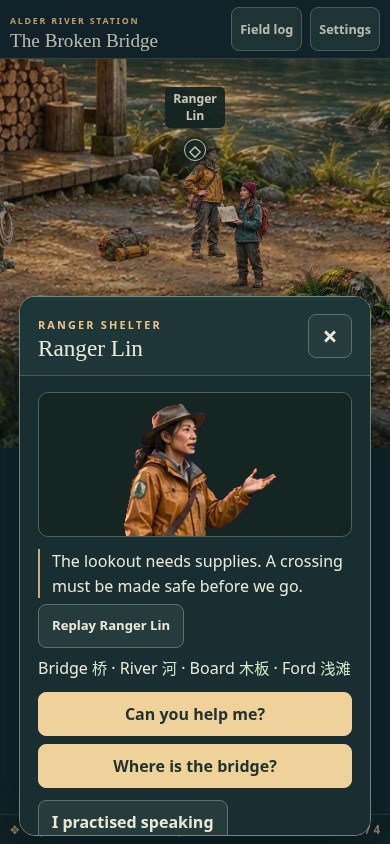 ALDER RIVER STATION
The Broken Bridge
Field log
Settings
Ranger
Lin
RANGER SHELTER
Ranger Lin
×
The lookout needs supplies. A crossing
must be made safe before we go.
Replay Ranger Lin
Bridge 桥 · River 河 · Board 木板 · Ford 浅滩
Can you help me?
Where is the bridge?
I practised speaking
/ 4